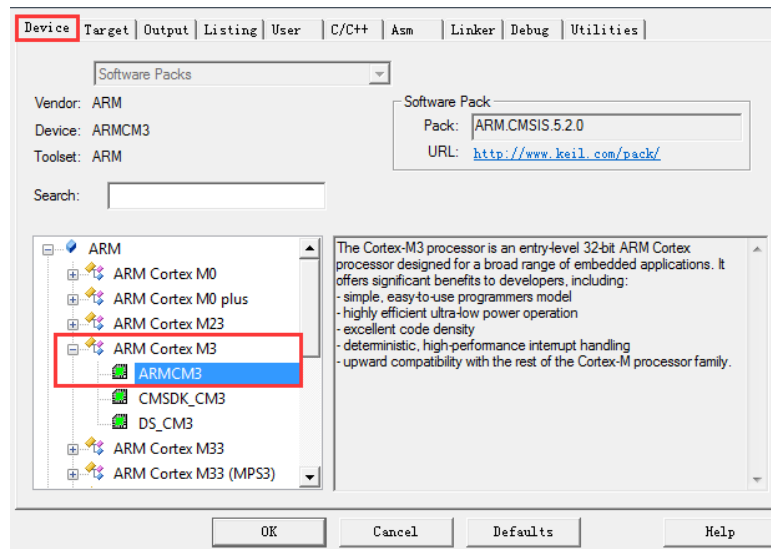 Device Target Output Listing User C/C++ Asm Linker Debug Utilities
Software Packs
Vendor: ARM
Device: ARMCM3
Toolset: ARM
Search:
Software Pack
Pack: ARM.CMSIS.5.2.0
URL: http://www.keil.com/pack/
ARM
ARM Cortex M0
ARM Cortex M0 plus
ARM Cortex M23
ARM Cortex M3
ARMCM3
CMSDK_CM3
DS_CM3
ARM Cortex M33
ARM Cortex M33 (MPS3)
The Cortex-M3 processor is an entry-level 32-bit ARM Cortex
processor designed for a broad range of embedded applications. It
offers significant benefits to developers, including:
- simple, easy-to-use programmers model
- highly efficient ultra-low power operation
- excellent code density
- deterministic, high-performance interrupt handling
- upward compatibility with the rest of the Cortex-M processor family.
OK Cancel Defaults Help